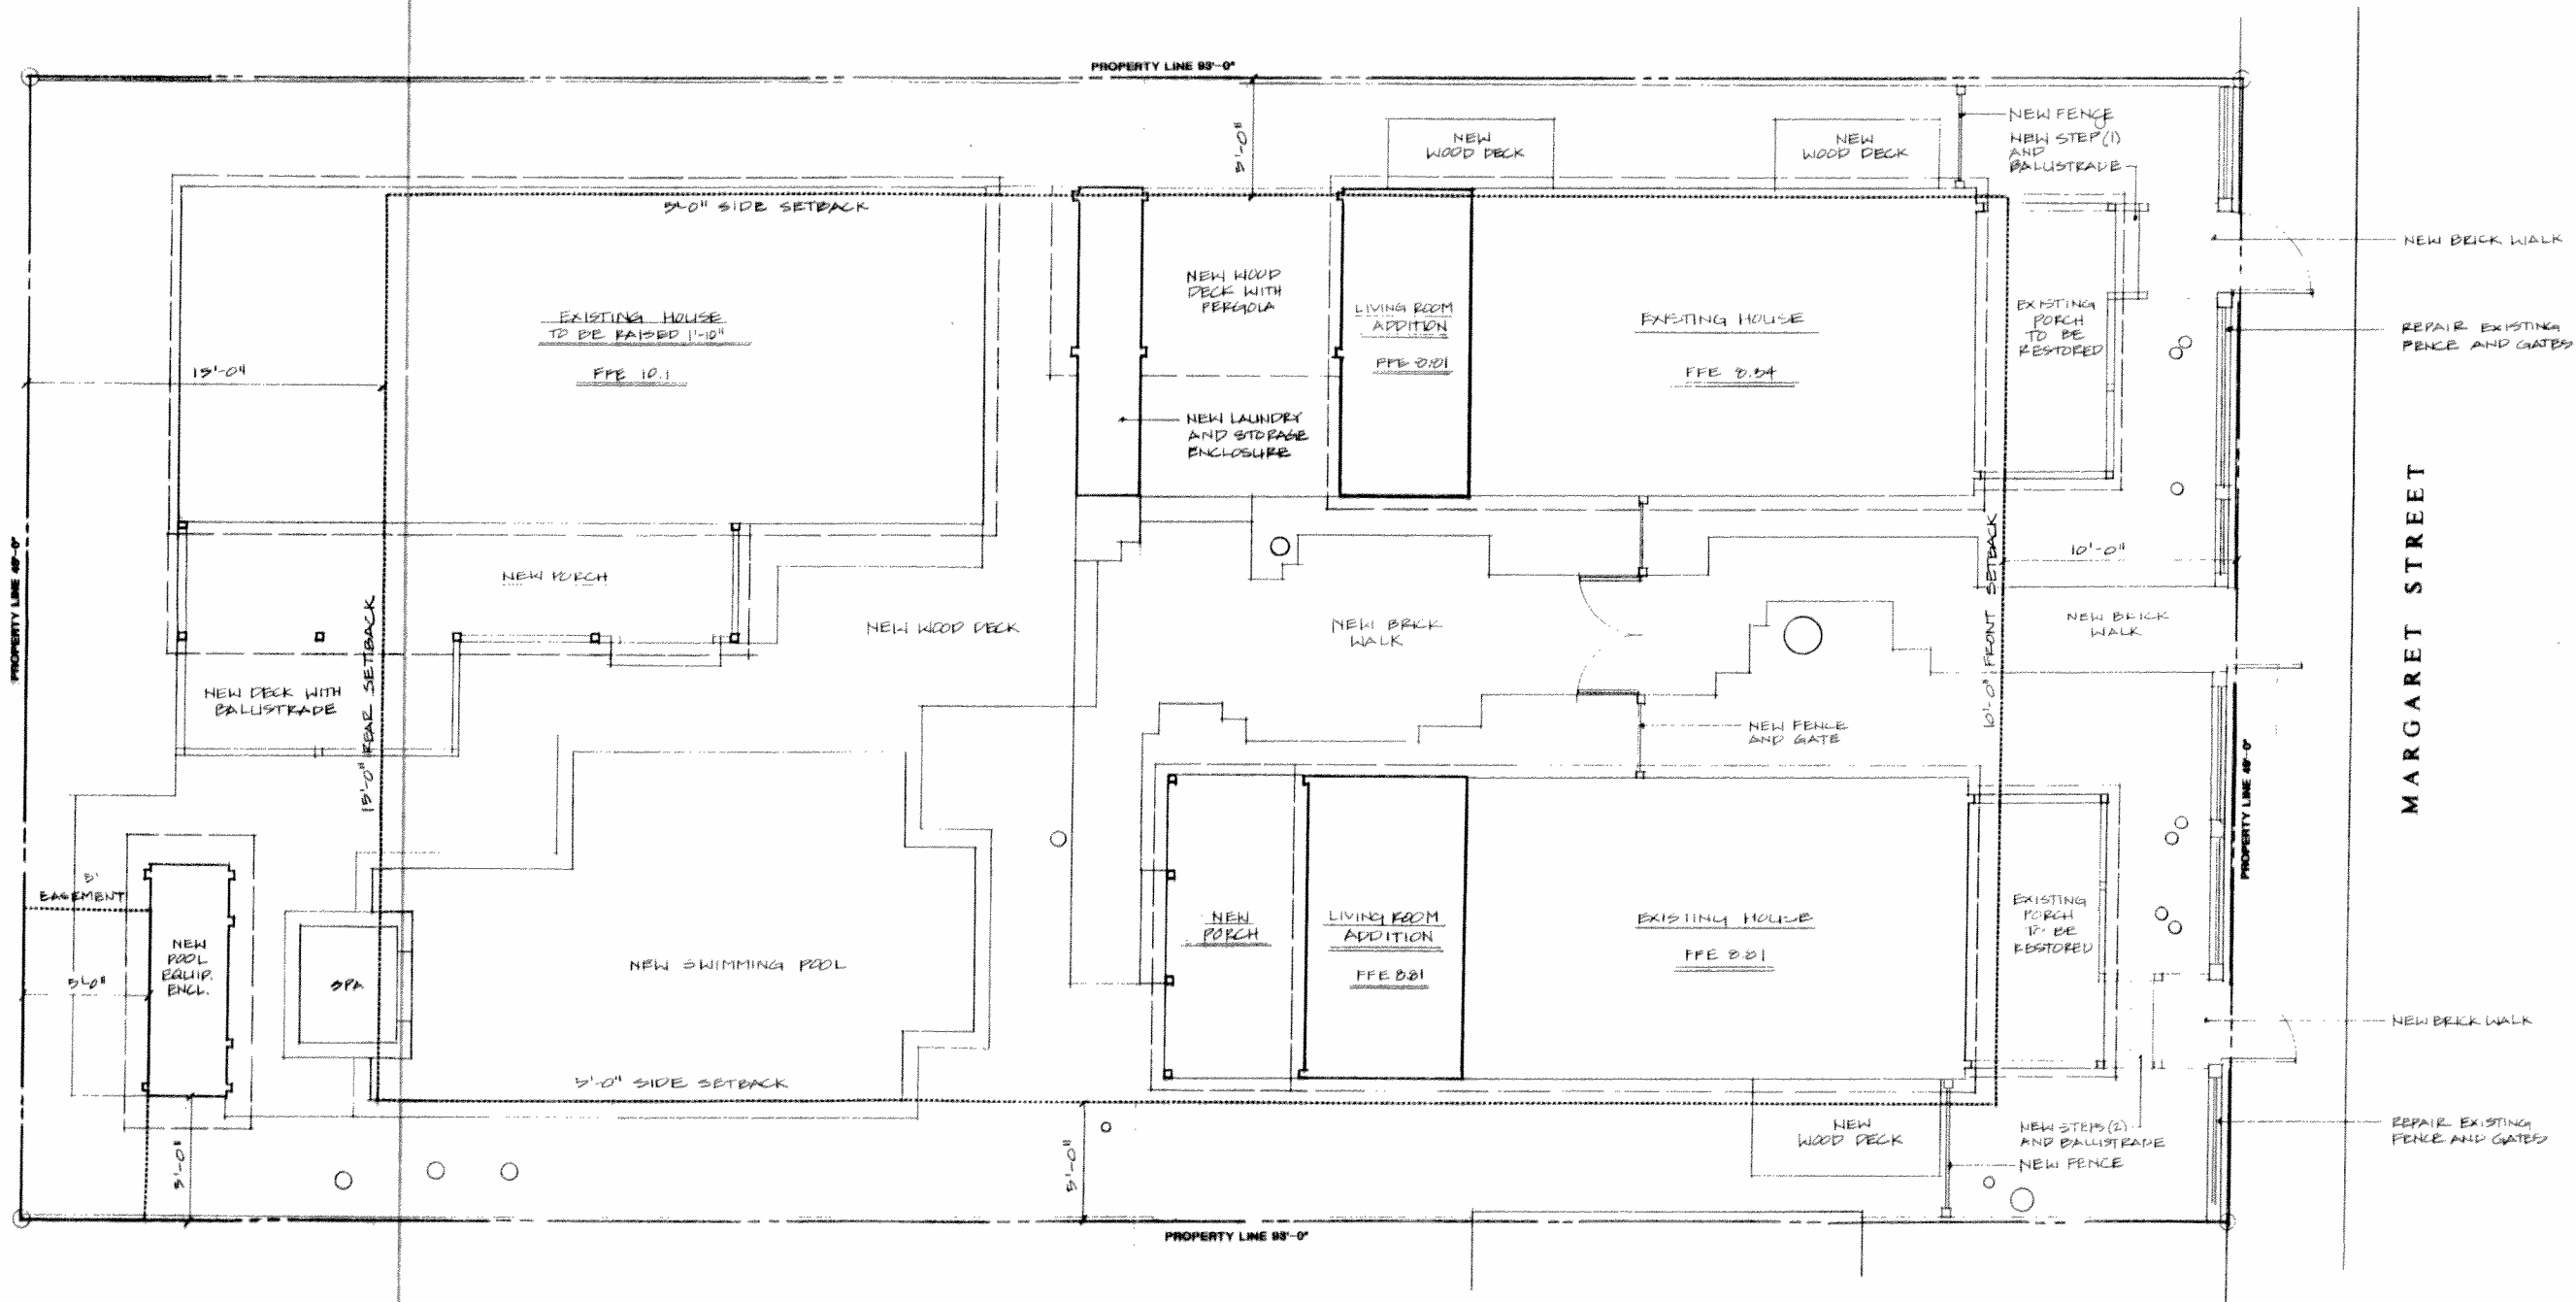 PROPERTY LINE 93'-0"
5'-0"
NEW
WOOD DECK
NEW
WOOD DECK
NEW FENCE
NEW STEP (1)
AND
BALUSTRADE
5'-0" SIDE SETBACK
NEW BRICK WALK
NEW WOOD
DECK WITH
PERGOLA
LIVING ROOM
ADDITION
FFE 8.81
EXISTING HOUSE
TO BE RAISED 1'-10"
FFE 10.1
EXISTING HOUSE
FFE 8.84
EXISTING
PORCH
TO BE
RESTORED
REPAIR EXISTING
FENCE AND GATES
15'-0"
NEW LAUNDRY
AND STORAGE
ENCLOSURE
MARGARET STREET
10'-0"
NEW PORCH
NEW WOOD DECK
NEW BRICK
WALK
NEW BRICK
WALK
10'-0" FRONT SETBACK
15'-0" REAR SETBACK
NEW DECK WITH
BALUSTRADE
NEW FENCE
AND GATE
PROPERTY LINE 49'-0"
PROPERTY LINE 49'-0"
5'
EASEMENT
NEW
POOL
EQUIP.
ENCL.
5'-0"
SPA
NEW SWIMMING POOL
NEW
PORCH
LIVING ROOM
ADDITION
FFE 8.81
EXISTING HOUSE
FFE 8.81
EXISTING
PORCH
TO BE
RESTORED
NEW BRICK WALK
5'-0" SIDE SETBACK
5'-0"
5'-0"
NEW
WOOD DECK
NEW STEPS (2)
AND BALUSTRADE
NEW FENCE
REPAIR EXISTING
FENCE AND GATES
PROPERTY LINE 93'-0"